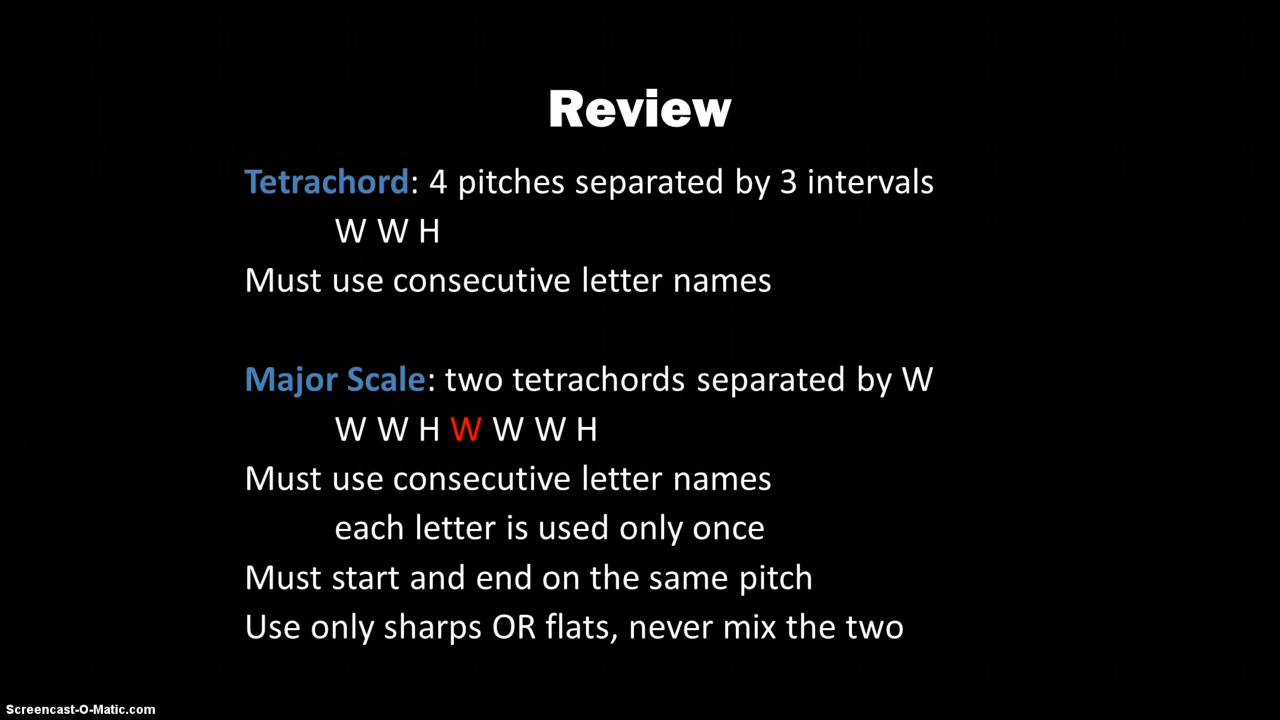 Review
Tetrachord: 4 pitches separated by 3 intervals
W W H
Must use consecutive letter names
Major Scale: two tetrachords separated by W
W W H W W W H
Must use consecutive letter names
each letter is used only once
Must start and end on the same pitch
Use only sharps OR flats, never mix the two
Screencast-O-Matic.com